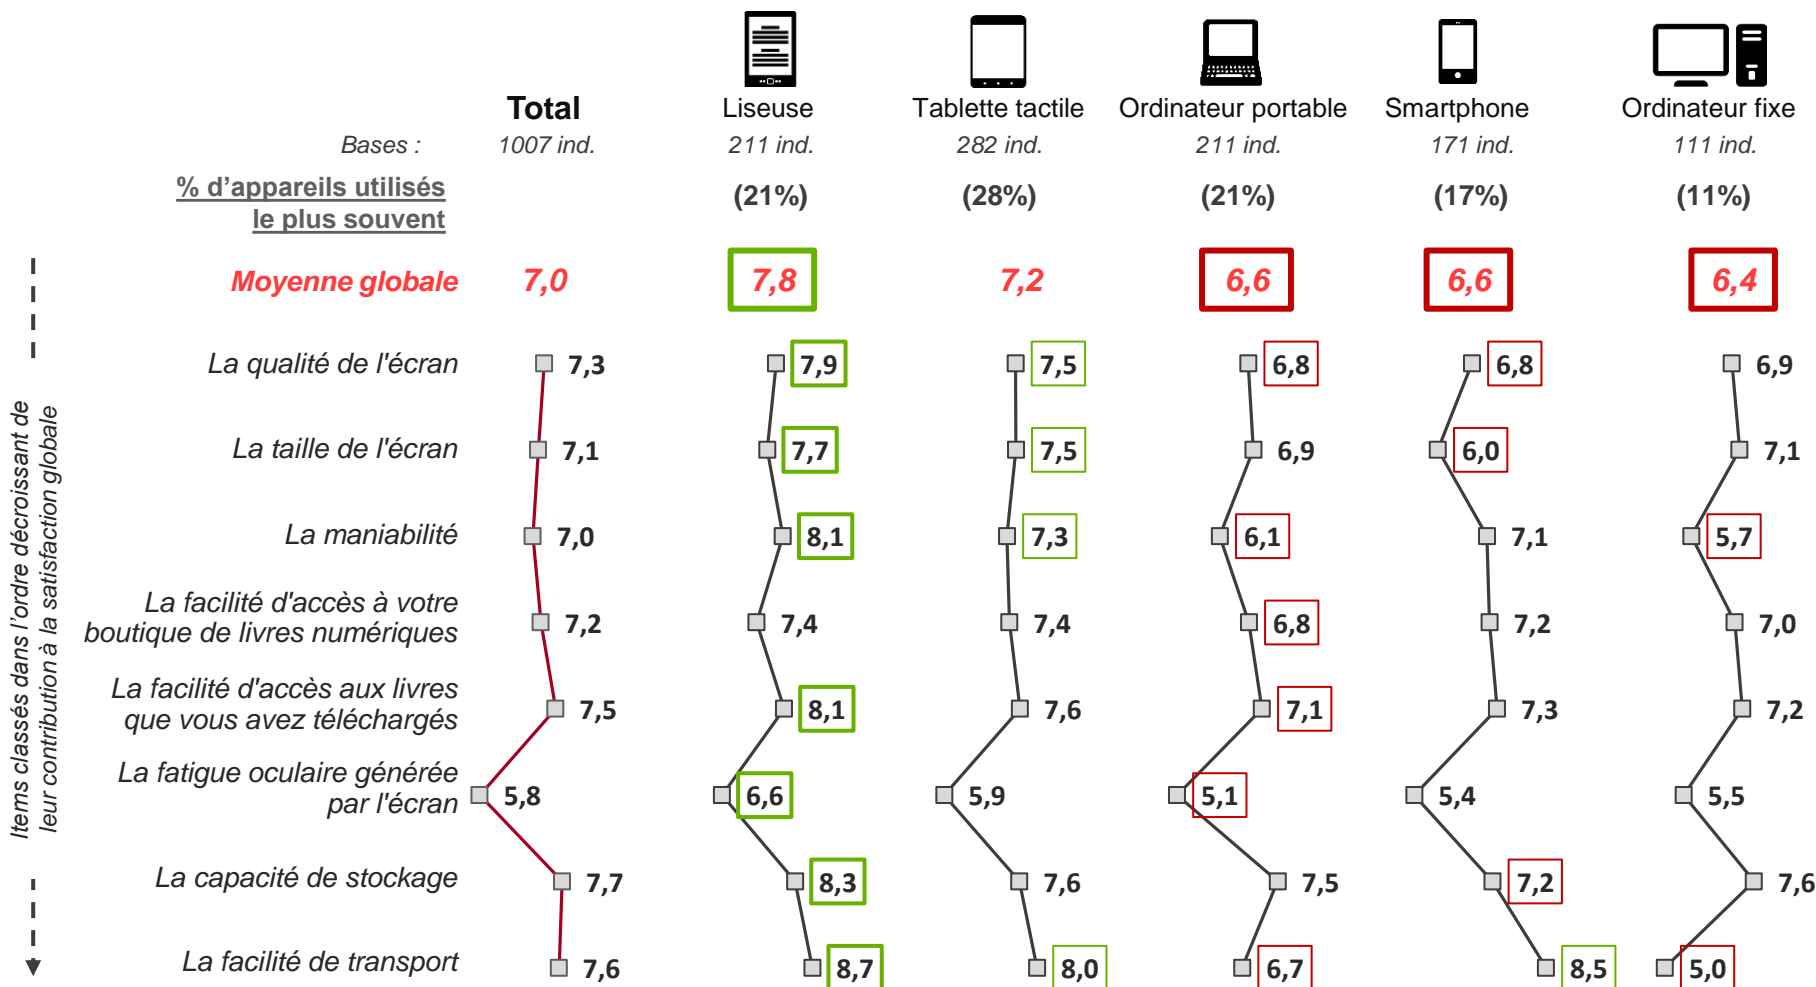 Total
Liseuse
Tablette tactile
Ordinateur portable
Smartphone
Ordinateur fixe
Bases :
1007 ind.
211 ind.
282 ind.
211 ind.
171 ind.
111 ind.
% d'appareils utilisés
le plus souvent
(21%)
(28%)
(21%)
(17%)
(11%)
Moyenne globale
7,0
7,8
7,2
6,6
6,6
6,4
La qualité de l'écran
7,3
7,9
7,5
6,8
6,8
6,9
La taille de l'écran
7,1
7,7
7,5
6,9
6,0
7,1
La maniabilité
7,0
8,1
7,3
6,1
7,1
5,7
La facilité d'accès à votre
boutique de livres numériques
7,2
7,4
7,4
6,8
7,2
7,0
La facilité d'accès aux livres
que vous avez téléchargés
7,5
8,1
7,6
7,1
7,3
7,2
La fatigue oculaire générée
par l'écran
5,8
6,6
5,9
5,1
5,4
5,5
La capacité de stockage
7,7
8,3
7,6
7,5
7,2
7,6
La facilité de transport
7,6
8,7
8,0
6,7
8,5
5,0
Items classés dans l'ordre décroissant de
leur contribution à la satisfaction globale